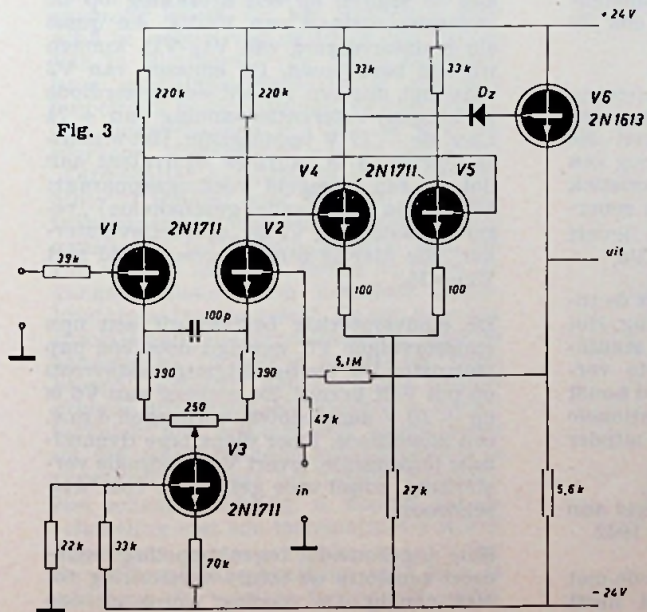 + 24V
33k
33k
220k
220k
Dz
V6
2N1613
Fig. 3
V4
2N1711
V5
V1
2N1711
V2
uit
39k
100p
100
100
5,1M
390
390
250
47k
V3
in
27k
5,6k
2N1711
22k
33k
70k
- 24V